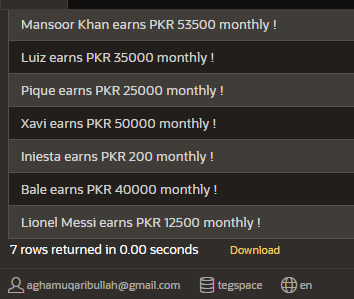 Mansoor Khan earns PKR 53500 monthly !
Luiz earns PKR 35000 monthly !
Pique earns PKR 25000 monthly !
Xavi earns PKR 50000 monthly !
Iniesta earns PKR 200 monthly !
Bale earns PKR 40000 monthly !
Lionel Messi earns PKR 12500 monthly !
7 rows returned in 0.00 seconds Download
aghamuqaribullah@gmail.com tegspace en